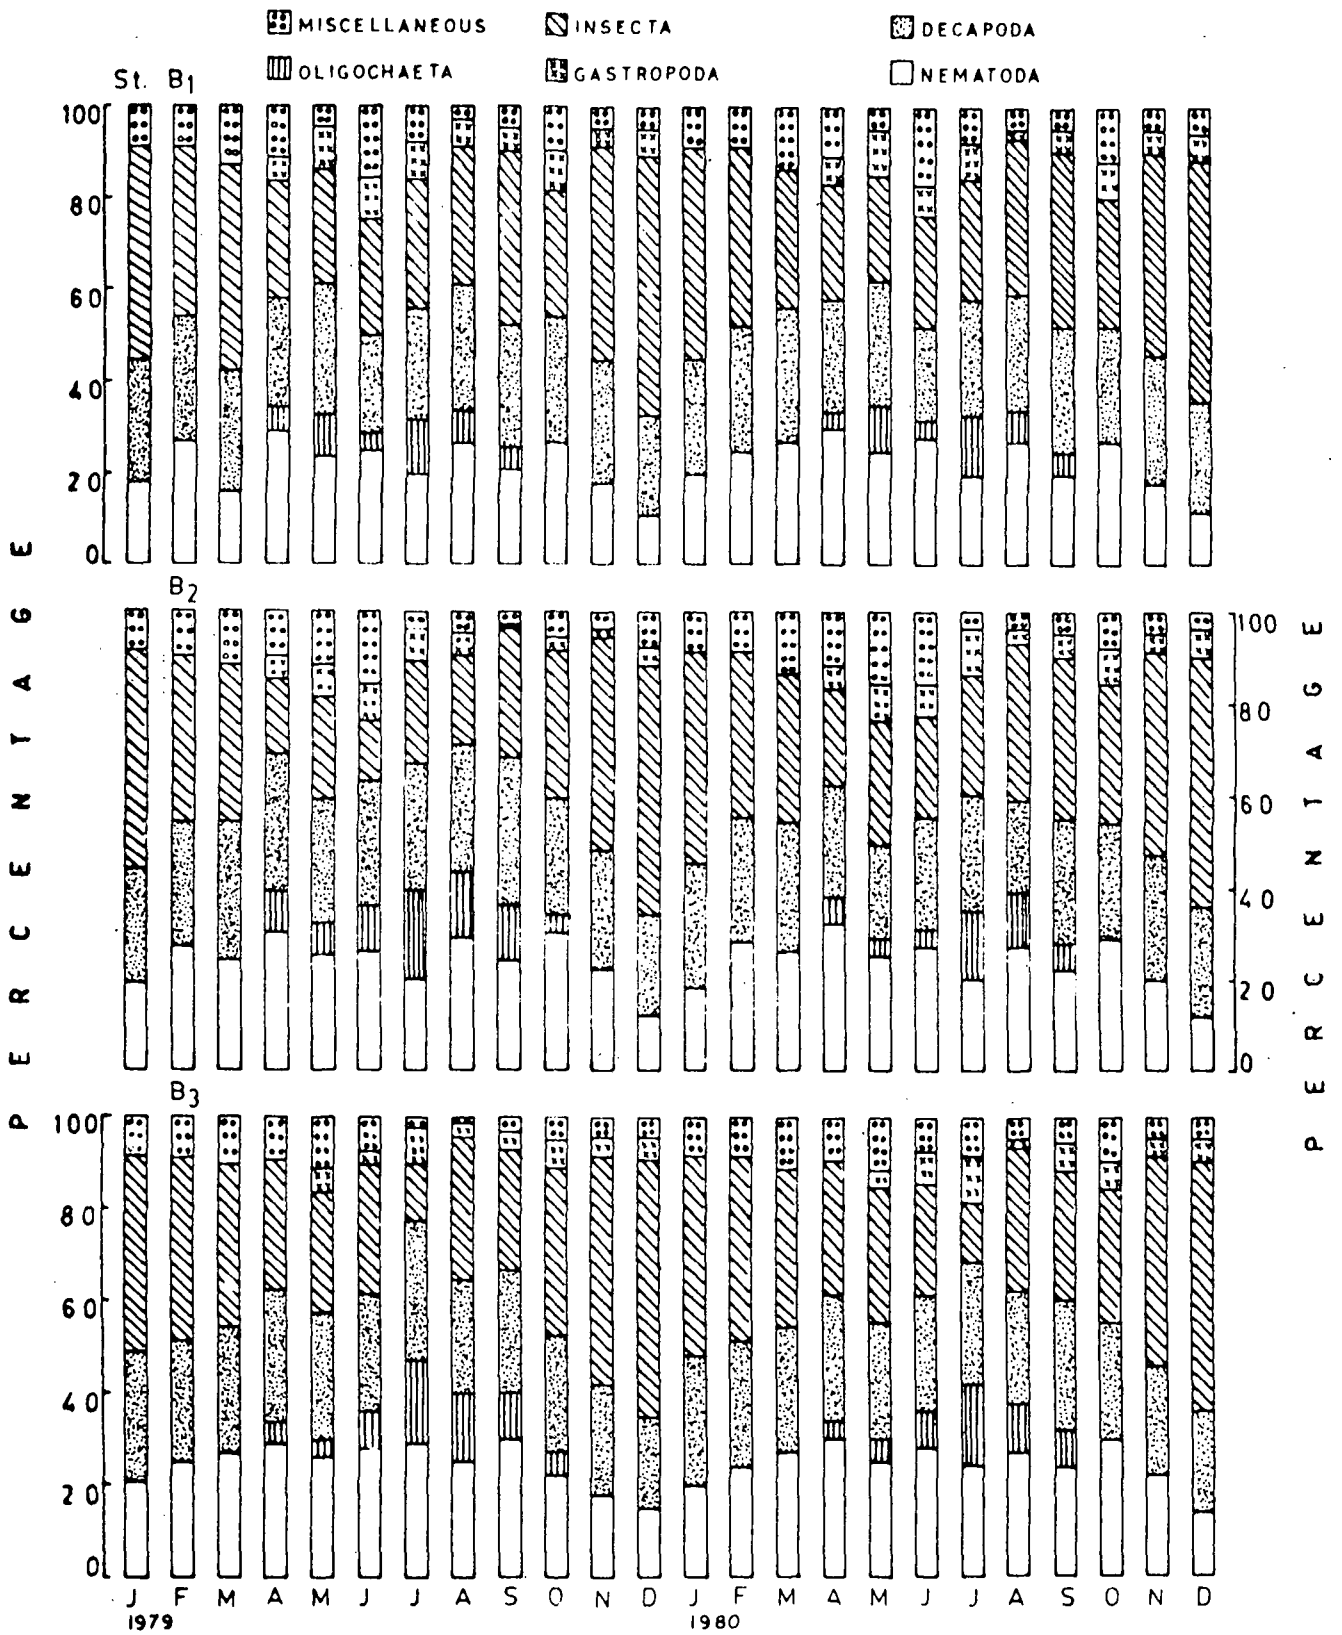 MISCELLANEOUS INSECTA DECAPODA
OLIGOCHAETA GASTROPODA NEMATODA
St. B1
100
80
60
40
20
0
B2
100
80
60
40
20
0
B3
100
80
60
40
20
0
PERCENTAGE
PERCENTAGE
J F M A M J J A S O N D J F M A M J J A S O N D
1979 1980